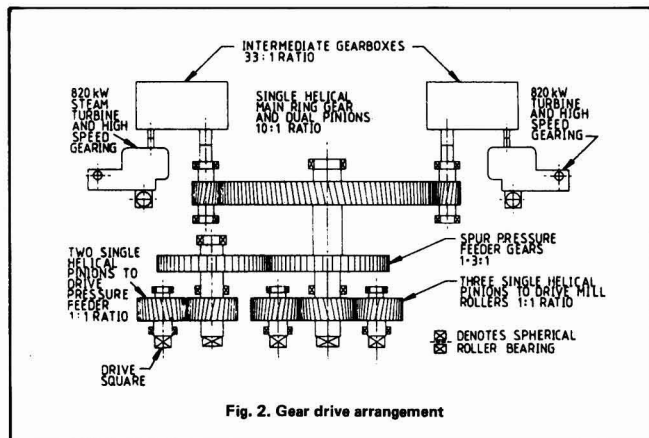 INTERMEDIATE GEARBOXES
33:1 RATIO
820 kW
STEAM
TURBINE
AND HIGH
SPEED
GEARING
SINGLE HELICAL
MAIN RING GEAR
AND DUAL PINIONS
10:1 RATIO
820 kW
TURBINE
AND HIGH
SPEED
GEARING
TWO SINGLE
HELICAL
PINIONS TO
DRIVE
PRESSURE
FEEDER
1:1 RATIO
SPUR PRESSURE
FEEDER GEARS
1·3:1
THREE SINGLE HELICAL
PINIONS TO DRIVE MILL
ROLLERS 1:1 RATIO
DENOTES SPHERICAL
ROLLER BEARING
DRIVE
SQUARE
Fig. 2. Gear drive arrangement